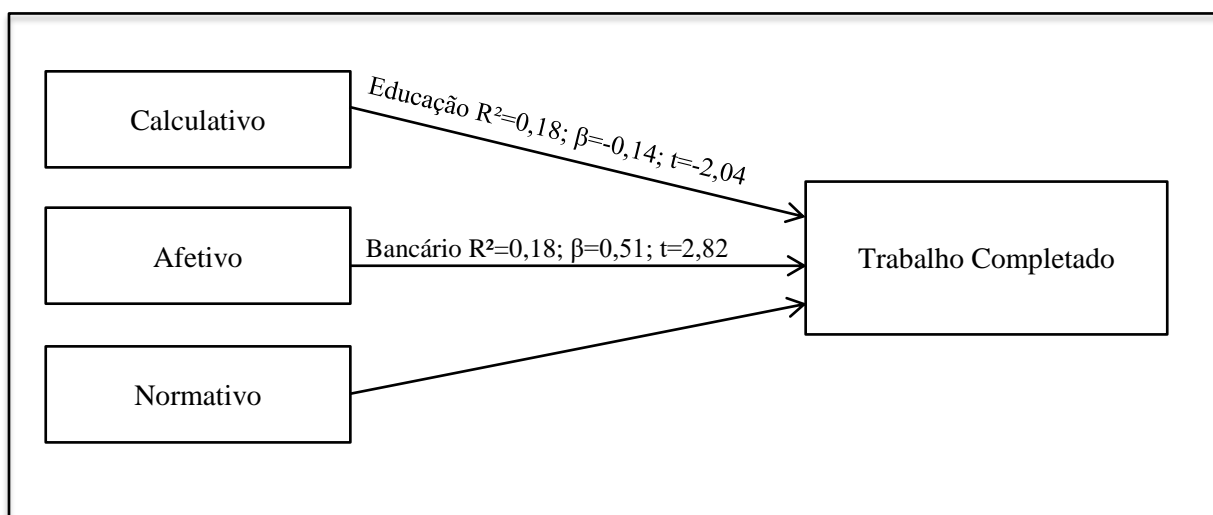 Calculativo
Educação R²=0,18; β=-0,14; t=-2,04
Afetivo
Bancário R²=0,18; β=0,51; t=2,82
Trabalho Completado
Normativo